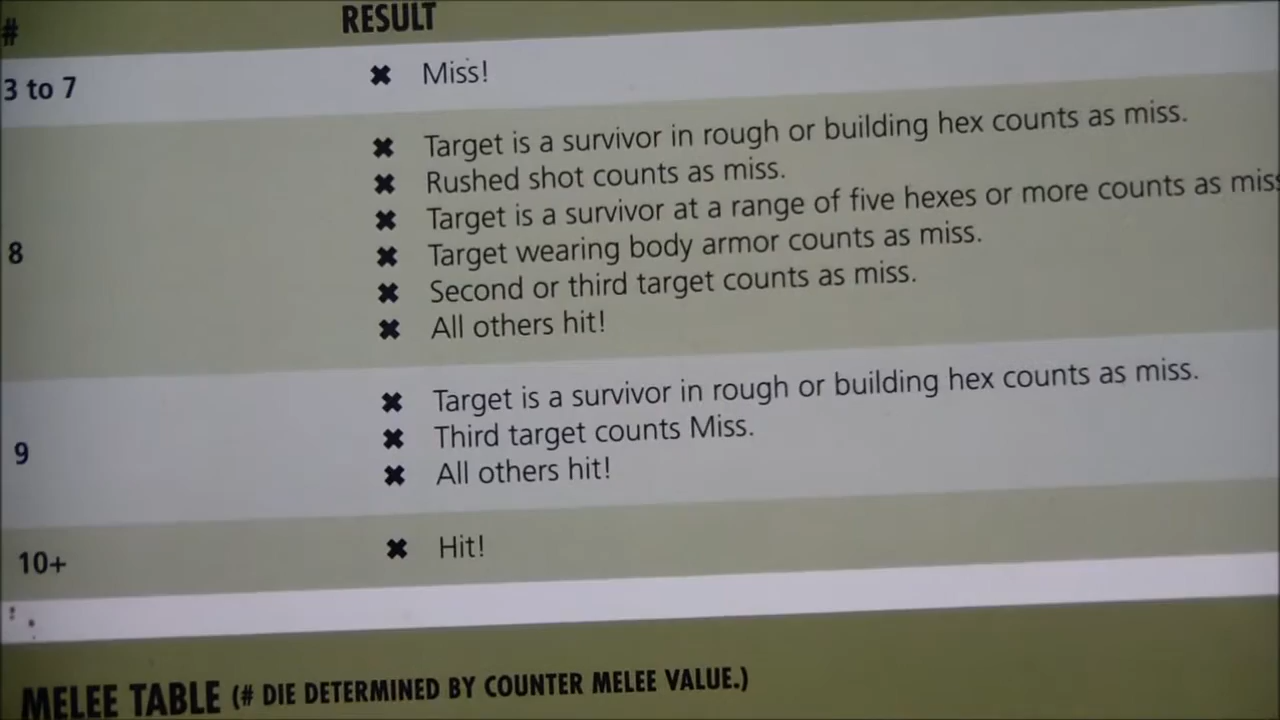 # RESULT
3 to 7 ✖ Miss!
✖ Target is a survivor in rough or building hex counts as miss.
✖ Rushed shot counts as miss.
✖ Target is a survivor at a range of five hexes or more counts as miss
8 ✖ Target wearing body armor counts as miss.
✖ Second or third target counts as miss.
✖ All others hit!
✖ Target is a survivor in rough or building hex counts as miss.
9 ✖ Third target counts Miss.
✖ All others hit!
10+ ✖ Hit!
MELEE TABLE (# DIE DETERMINED BY COUNTER MELEE VALUE.)